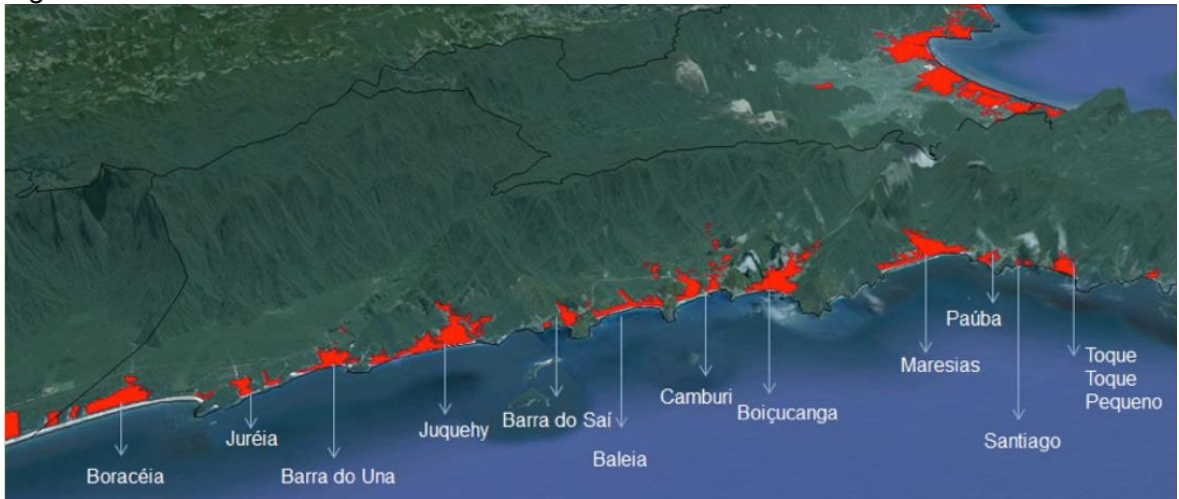 Boracéia
Juréia
Barra do Una
Juquehy
Barra do Saí
Baleia
Camburi
Boiçucanga
Maresias
Paúba
Santiago
Toque
Toque
Pequeno